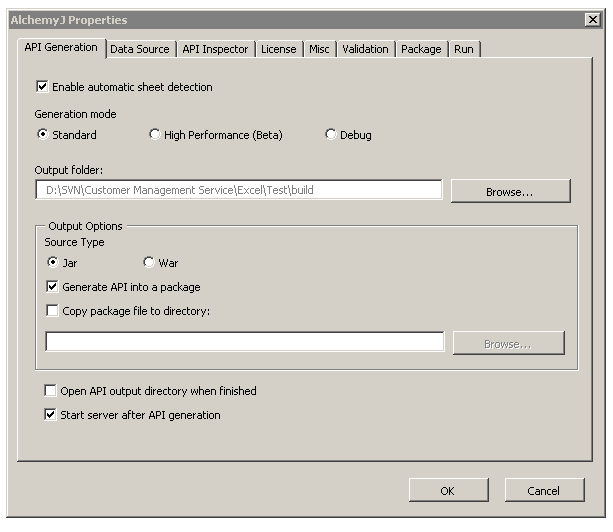 AlchemyJ Properties
API Generation Data Source API Inspector License Misc Validation Package Run
Enable automatic sheet detection
Generation mode
Standard High Performance (Beta) Debug
Output folder:
D:\SVN\Customer Management Service\Excel\Test\build Browse...
Output Options
Source Type
Jar War
Generate API into a package
Copy package file to directory:
Browse...
Open API output directory when finished
Start server after API generation
OK Cancel